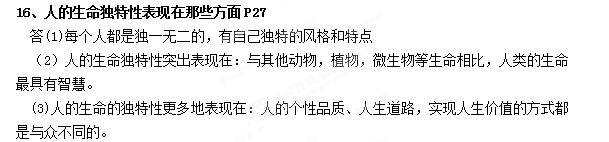 16、人的生命独特性表现在那些方面P27
答(1)每个人都是独一无二的，有自己独特的风格和特点
（2）人的生命独特性突出表现在：与其他动物，植物，微生物等生命相比，人类的生命
最具有智慧。
(3)人的生命的独特性更多地表现在：人的个性品质、人生道路，实现人生价值的方式都
是与众不同的。